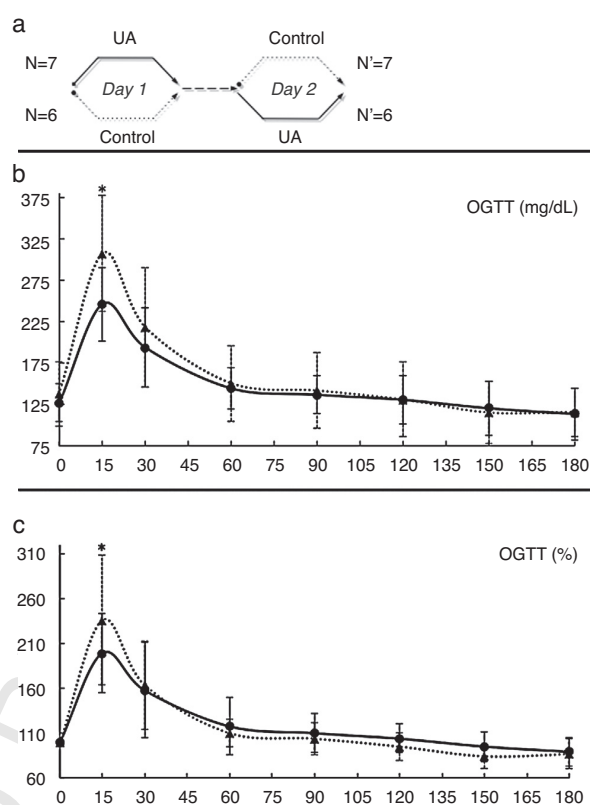 a
UA Control
N=7 N'=7
Day 1 Day 2
N=6 N'=6
Control UA
b
OGTT (mg/dL)
375
*
325
275
225
175
125
75
0 15 30 45 60 75 90 105 120 135 150 165 180
c
OGTT (%)
310
*
260
210
160
110
60
0 15 30 45 60 75 90 105 120 135 150 165 180